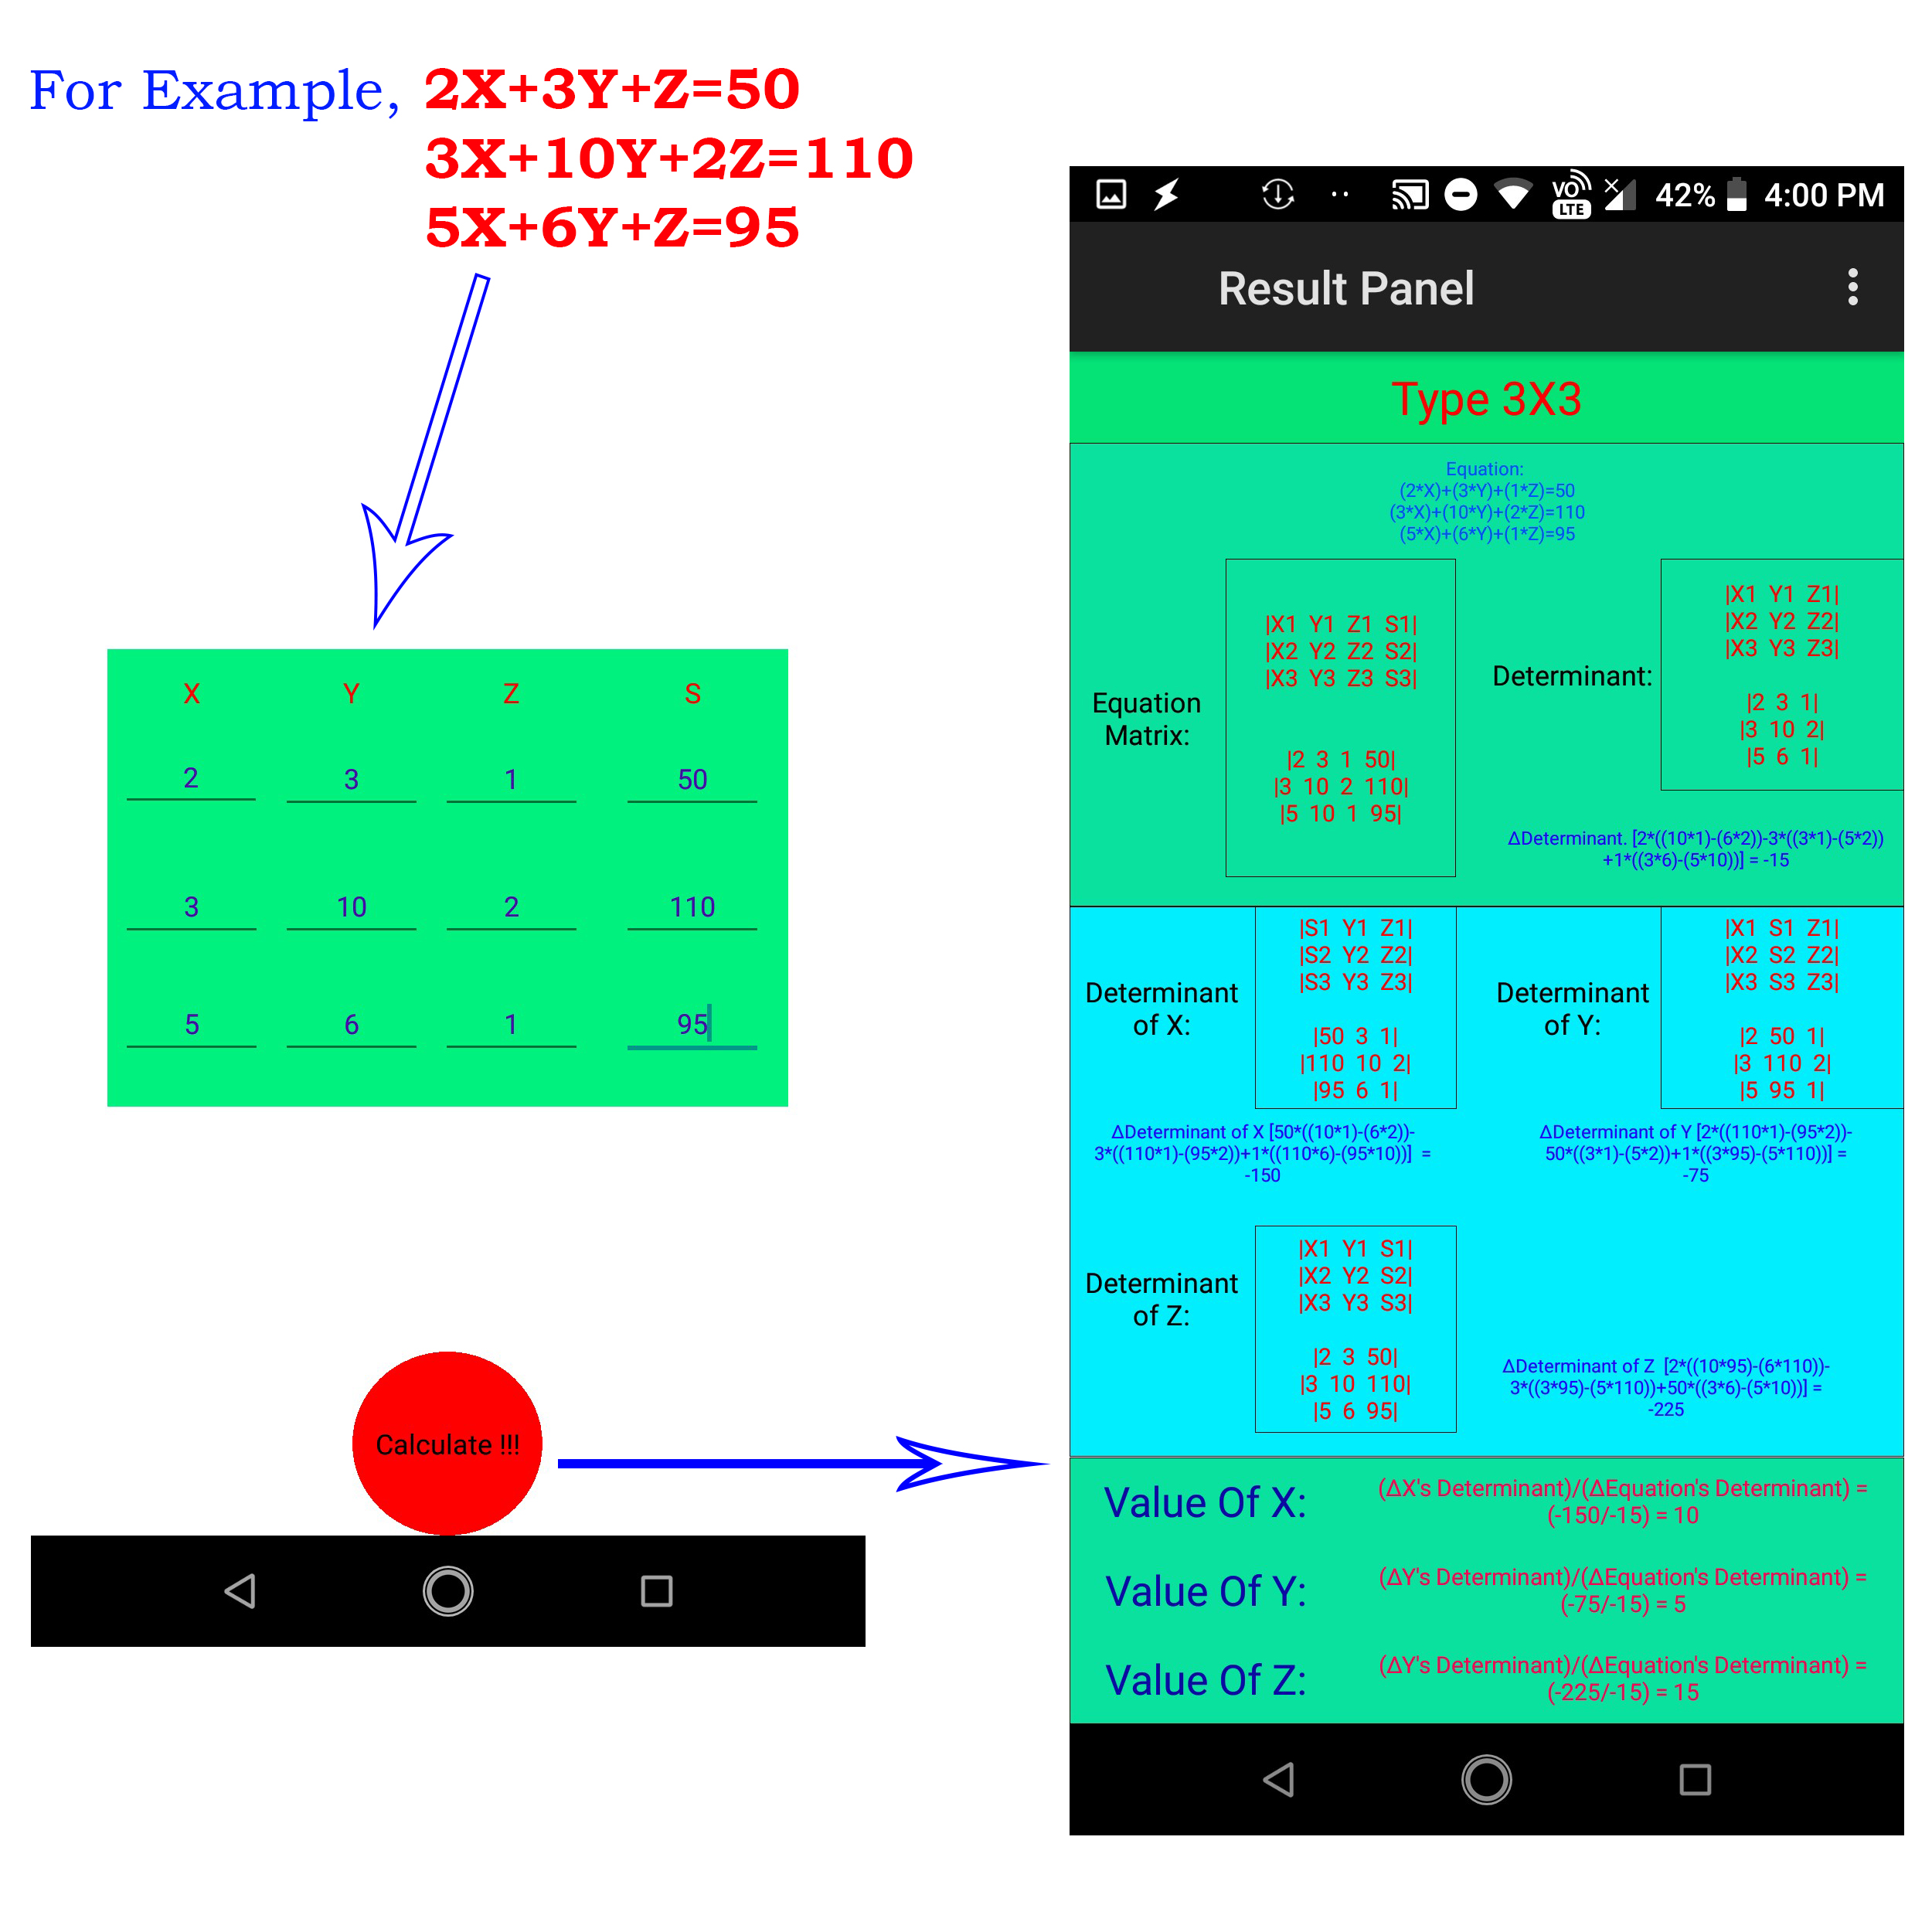 For Example, 2X+3Y+Z=50
3X+10Y+2Z=110
5X+6Y+Z=95
X Y Z S
2 3 1 50
3 10 2 110
5 6 1 95
Calculate !!!
VO LTE 42% 4:00 PM
Result Panel
Type 3X3
Equation:
(2*X)+(3*Y)+(1*Z)=50
(3*X)+(10*Y)+(2*Z)=110
(5*X)+(6*Y)+(1*Z)=95
Equation
Matrix:
|X1 Y1 Z1 S1|
|X2 Y2 Z2 S2|
|X3 Y3 Z3 S3|
|2 3 1 50|
|3 10 2 110|
|5 10 1 95|
Determinant:
|X1 Y1 Z1|
|X2 Y2 Z2|
|X3 Y3 Z3|
|2 3 1|
|3 10 2|
|5 6 1|
ΔDeterminant. [2*((10*1)-(6*2))-3*((3*1)-(5*2))
+1*((3*6)-(5*10))] = -15
Determinant
of X:
|S1 Y1 Z1|
|S2 Y2 Z2|
|S3 Y3 Z3|
|50 3 1|
|110 10 2|
|95 6 1|
ΔDeterminant of X [50*((10*1)-(6*2))-
3*((110*1)-(95*2))+1*((110*6)-(95*10))] =
-150
Determinant
of Y:
|X1 S1 Z1|
|X2 S2 Z2|
|X3 S3 Z3|
|2 50 1|
|3 110 2|
|5 95 1|
ΔDeterminant of Y [2*((110*1)-(95*2))-
50*((3*1)-(5*2))+1*((3*95)-(5*110))] =
-75
Determinant
of Z:
|X1 Y1 S1|
|X2 Y2 S2|
|X3 Y3 S3|
|2 3 50|
|3 10 110|
|5 6 95|
ΔDeterminant of Z [2*((10*95)-(6*110))-
3*((3*95)-(5*110))+50*((3*6)-(5*10))] =
-225
Value Of X:
(ΔX's Determinant)/(ΔEquation's Determinant) =
(-150/-15) = 10
Value Of Y:
(ΔY's Determinant)/(ΔEquation's Determinant) =
(-75/-15) = 5
Value Of Z:
(ΔY's Determinant)/(ΔEquation's Determinant) =
(-225/-15) = 15